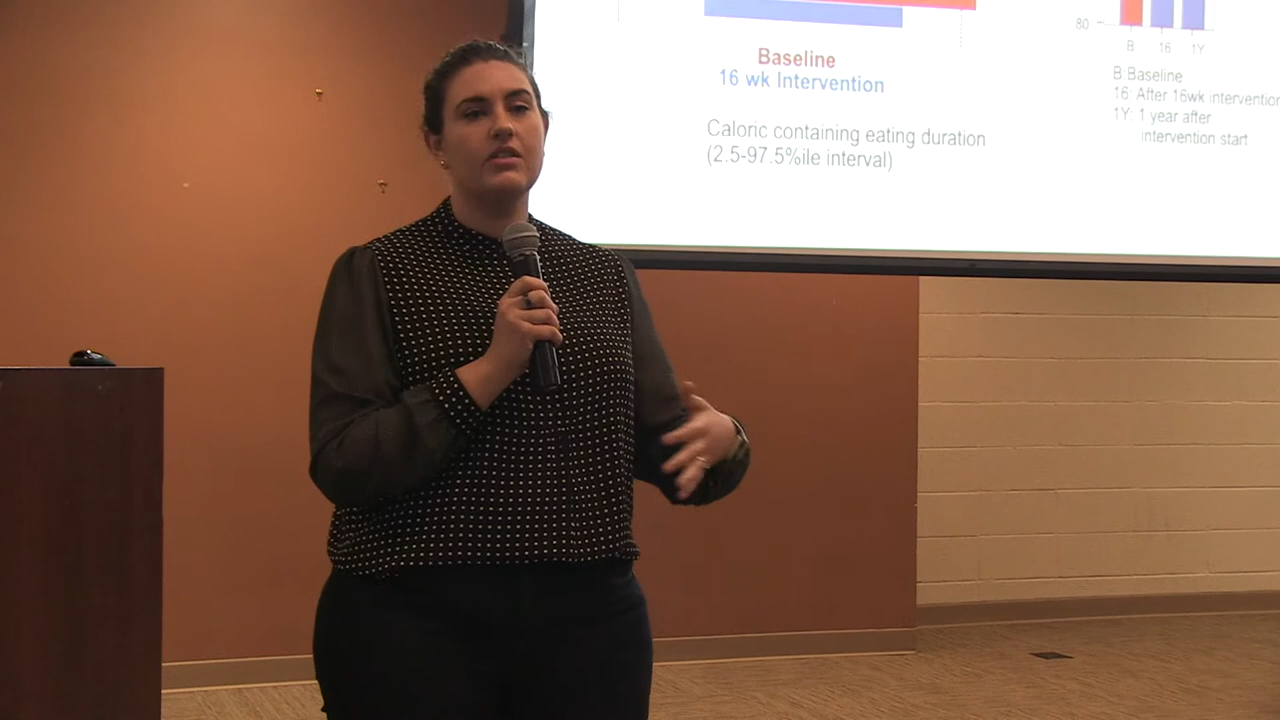 Baseline
16 wk Intervention
Caloric containing eating duration
(2.5-97.5%ile interval)
80
B 16 1Y
B:Baseline
16: After 16wk intervention
1Y: 1 year after
intervention start